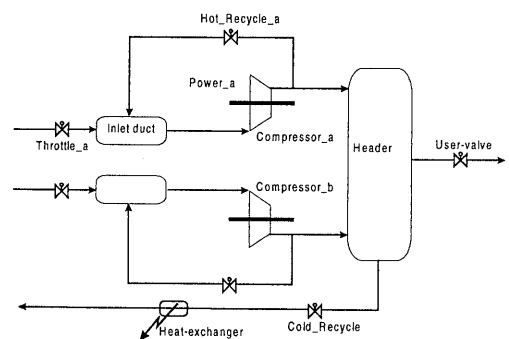 Hot_Recycle_a
Power_a
Inlet duct
Throttle_a
Compressor_a
Header
User-valve
Compressor_b
Cold_Recycle
Heat-exchanger